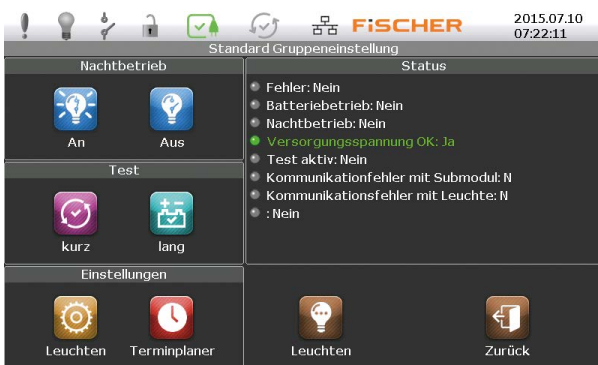 FiSCHER
2015.07.10
07:22:11
Standard Gruppeneinstellung
Nachtbetrieb
An
Aus
Test
kurz
lang
Einstellungen
Leuchten
Terminplaner
Status
Fehler: Nein
Batteriebetrieb: Nein
Nachtbetrieb: Nein
Versorgungsspannung OK: Ja
Test aktiv: Nein
Kommunikationfehler mit Submodul: N
Kommunikationsfehler mit Leuchte: N
: Nein
Leuchten
Zurück